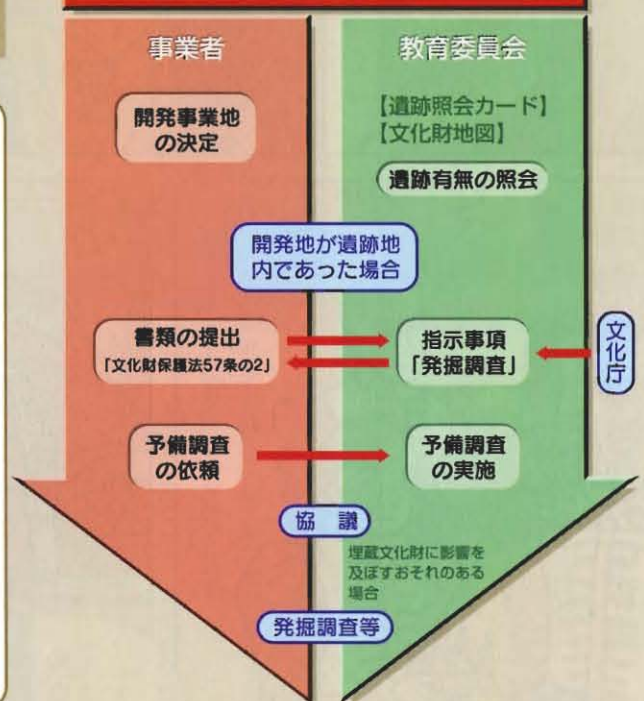 事業者
教育委員会
開発事業地
の決定
【遺跡照会カード】
【文化財地図】
遺跡有無の照会
開発地が遺跡地
内であった場合
書類の提出
「文化財保護法57条の2」
指示事項
「発掘調査」
文化庁
予備調査
の依頼
予備調査
の実施
協 議
埋蔵文化財に影響を
及ぼすおそれのある
場合
発掘調査等